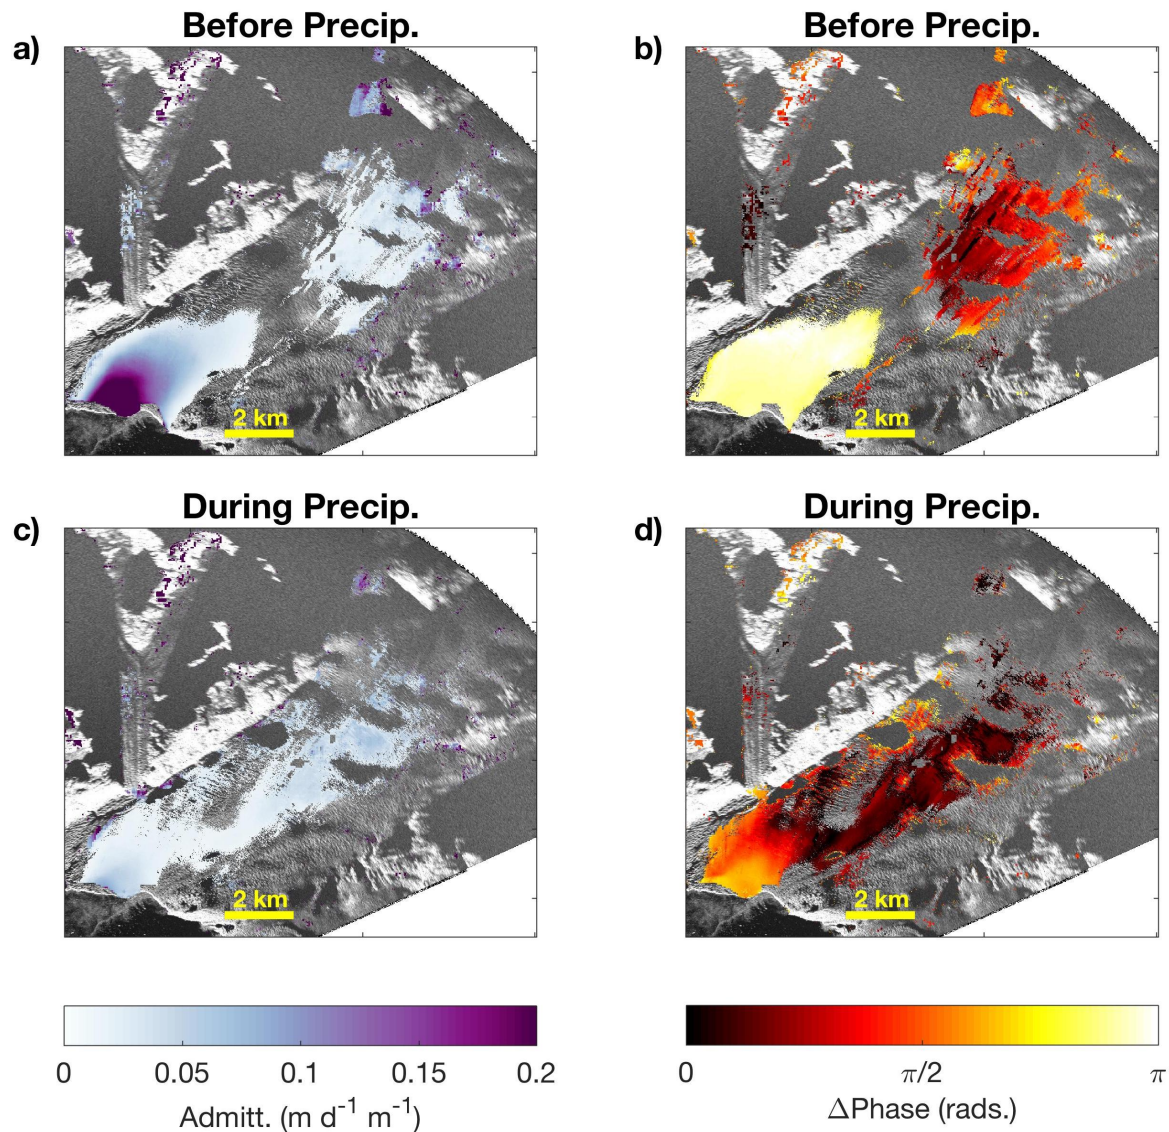 Before Precip.
Before Precip.
a)
b)
2 km
2 km
During Precip.
During Precip.
c)
d)
2 km
2 km
0 0.05 0.1 0.15 0.2
0 π/2 π
Admitt. (m d⁻¹ m⁻¹)
ΔPhase (rads.)